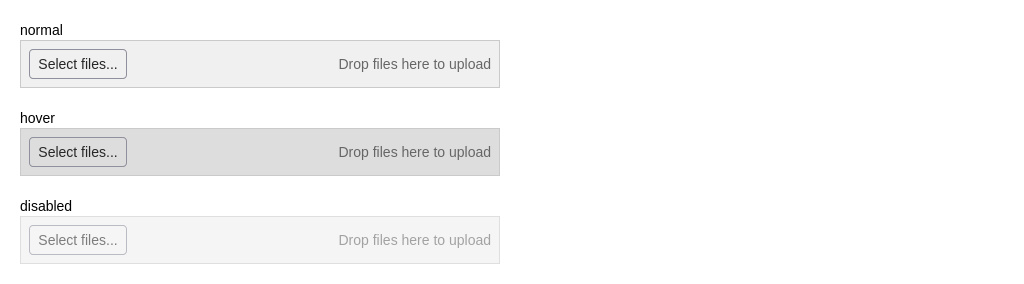 normal
Select files... Drop files here to upload
hover
Select files... Drop files here to upload
disabled
Select files... Drop files here to upload